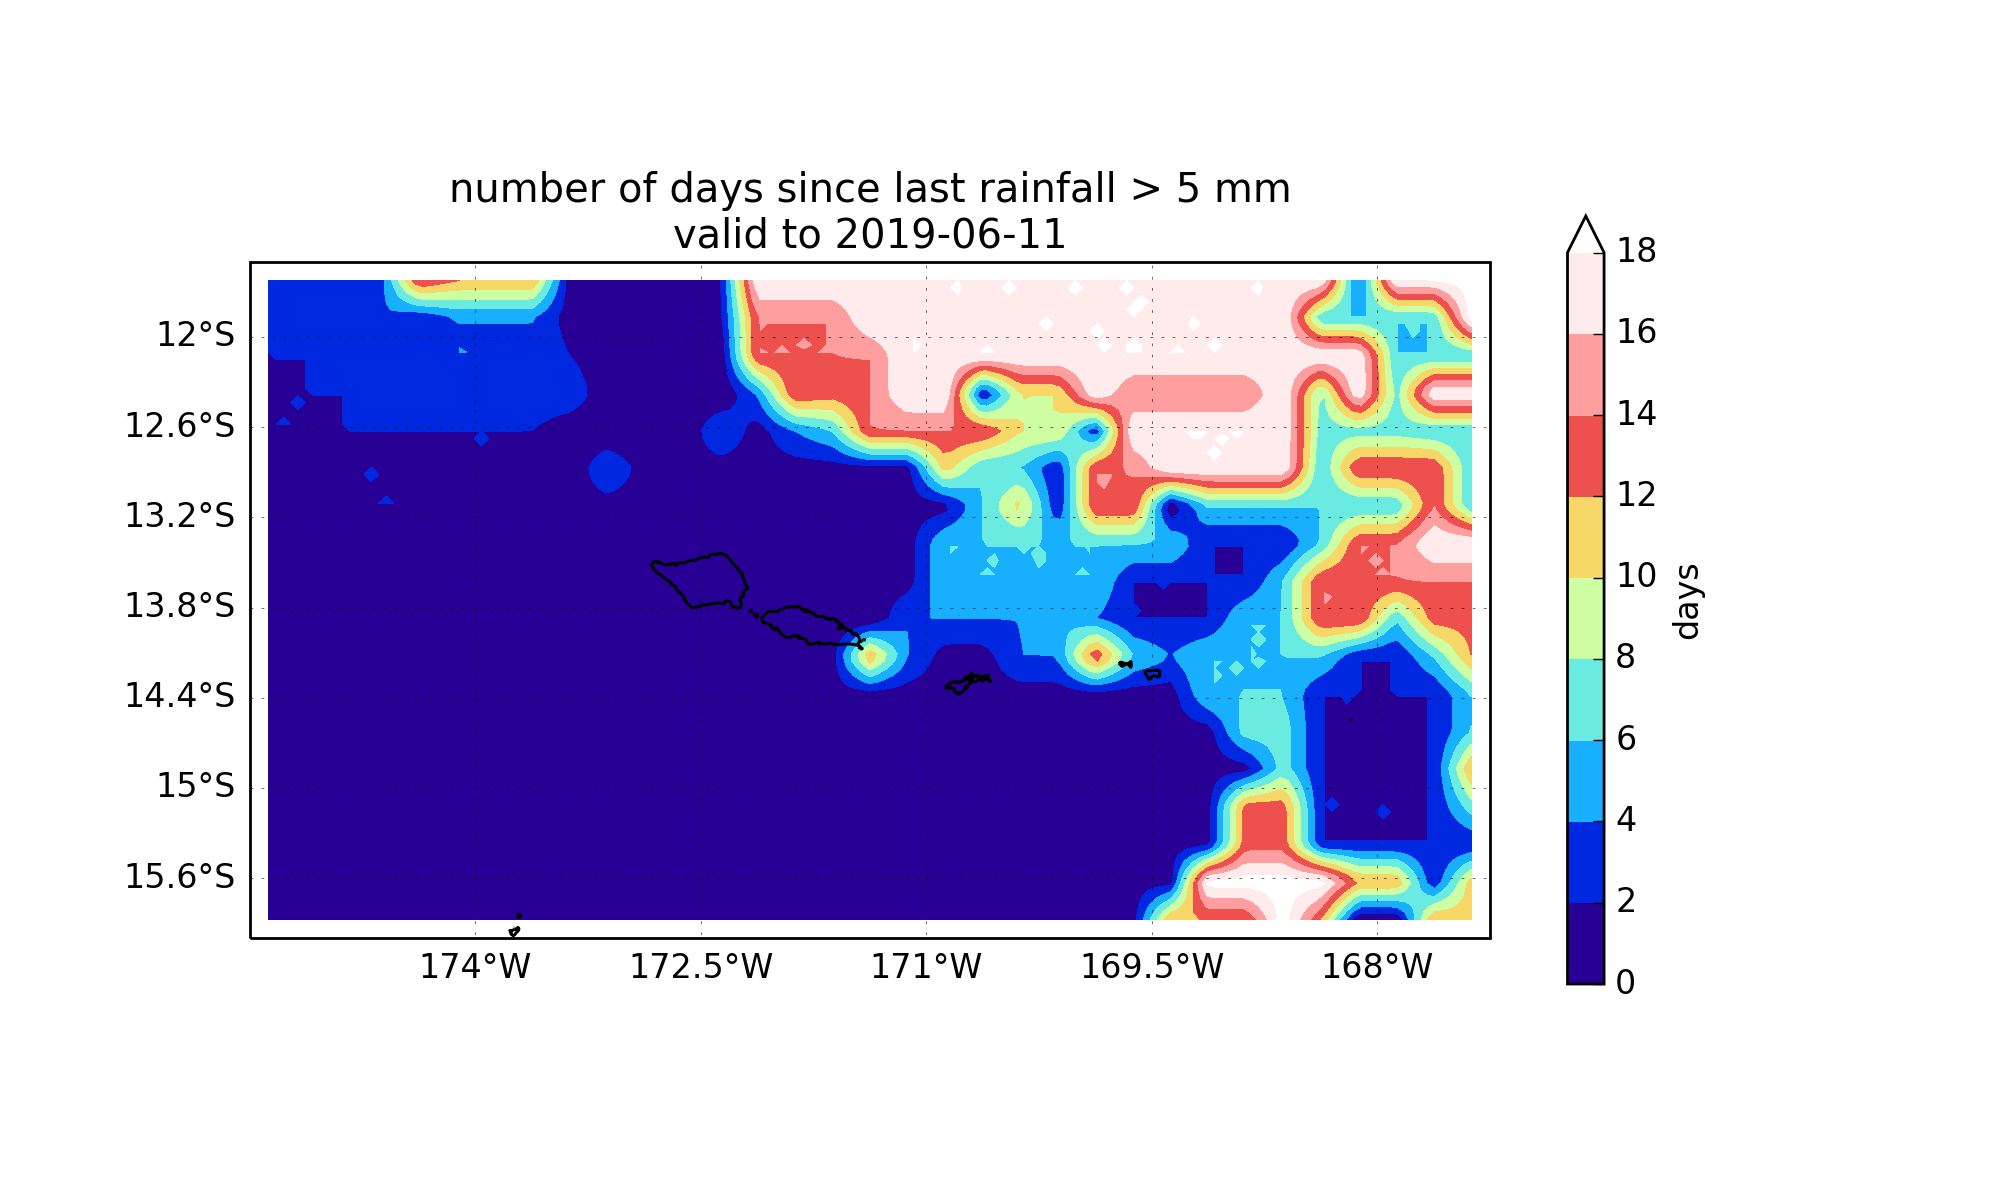 number of days since last rainfall > 5 mm
valid to 2019-06-11
12°S
12.6°S
13.2°S
13.8°S
14.4°S
15°S
15.6°S
174°W
172.5°W
171°W
169.5°W
168°W
18
16
14
12
10
8
6
4
2
0
days